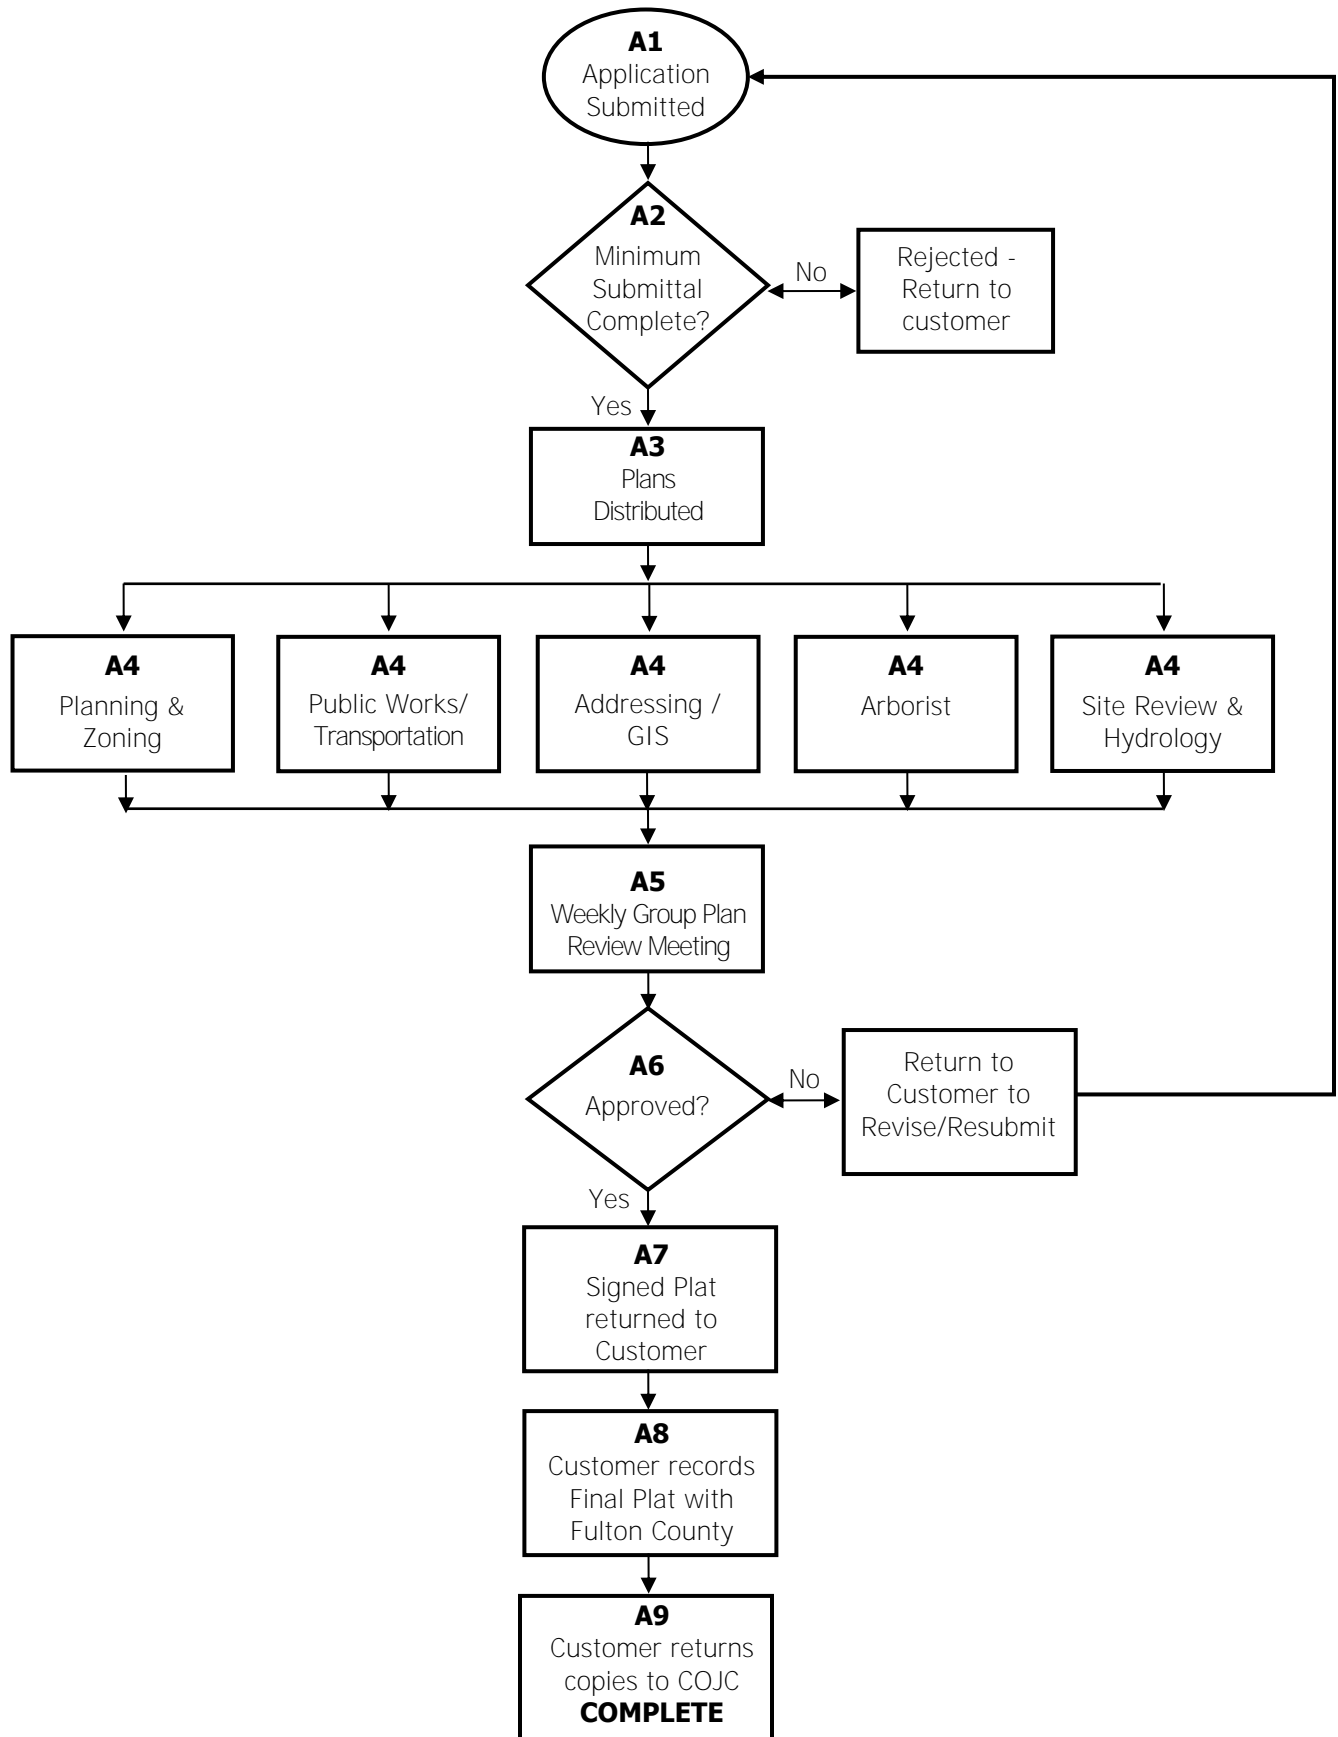 A1
Application
Submitted
A2
Minimum
Submittal
Complete?
No
Rejected -
Return to
customer
Yes
A3
Plans
Distributed
A4
Planning &
Zoning
A4
Public Works/
Transportation
A4
Addressing /
GIS
A4
Arborist
A4
Site Review &
Hydrology
A5
Weekly Group Plan
Review Meeting
A6
Approved?
No
Return to
Customer to
Revise/Resubmit
Yes
A7
Signed Plat
returned to
Customer
A8
Customer records
Final Plat with
Fulton County
A9
Customer returns
copies to COJC
COMPLETE